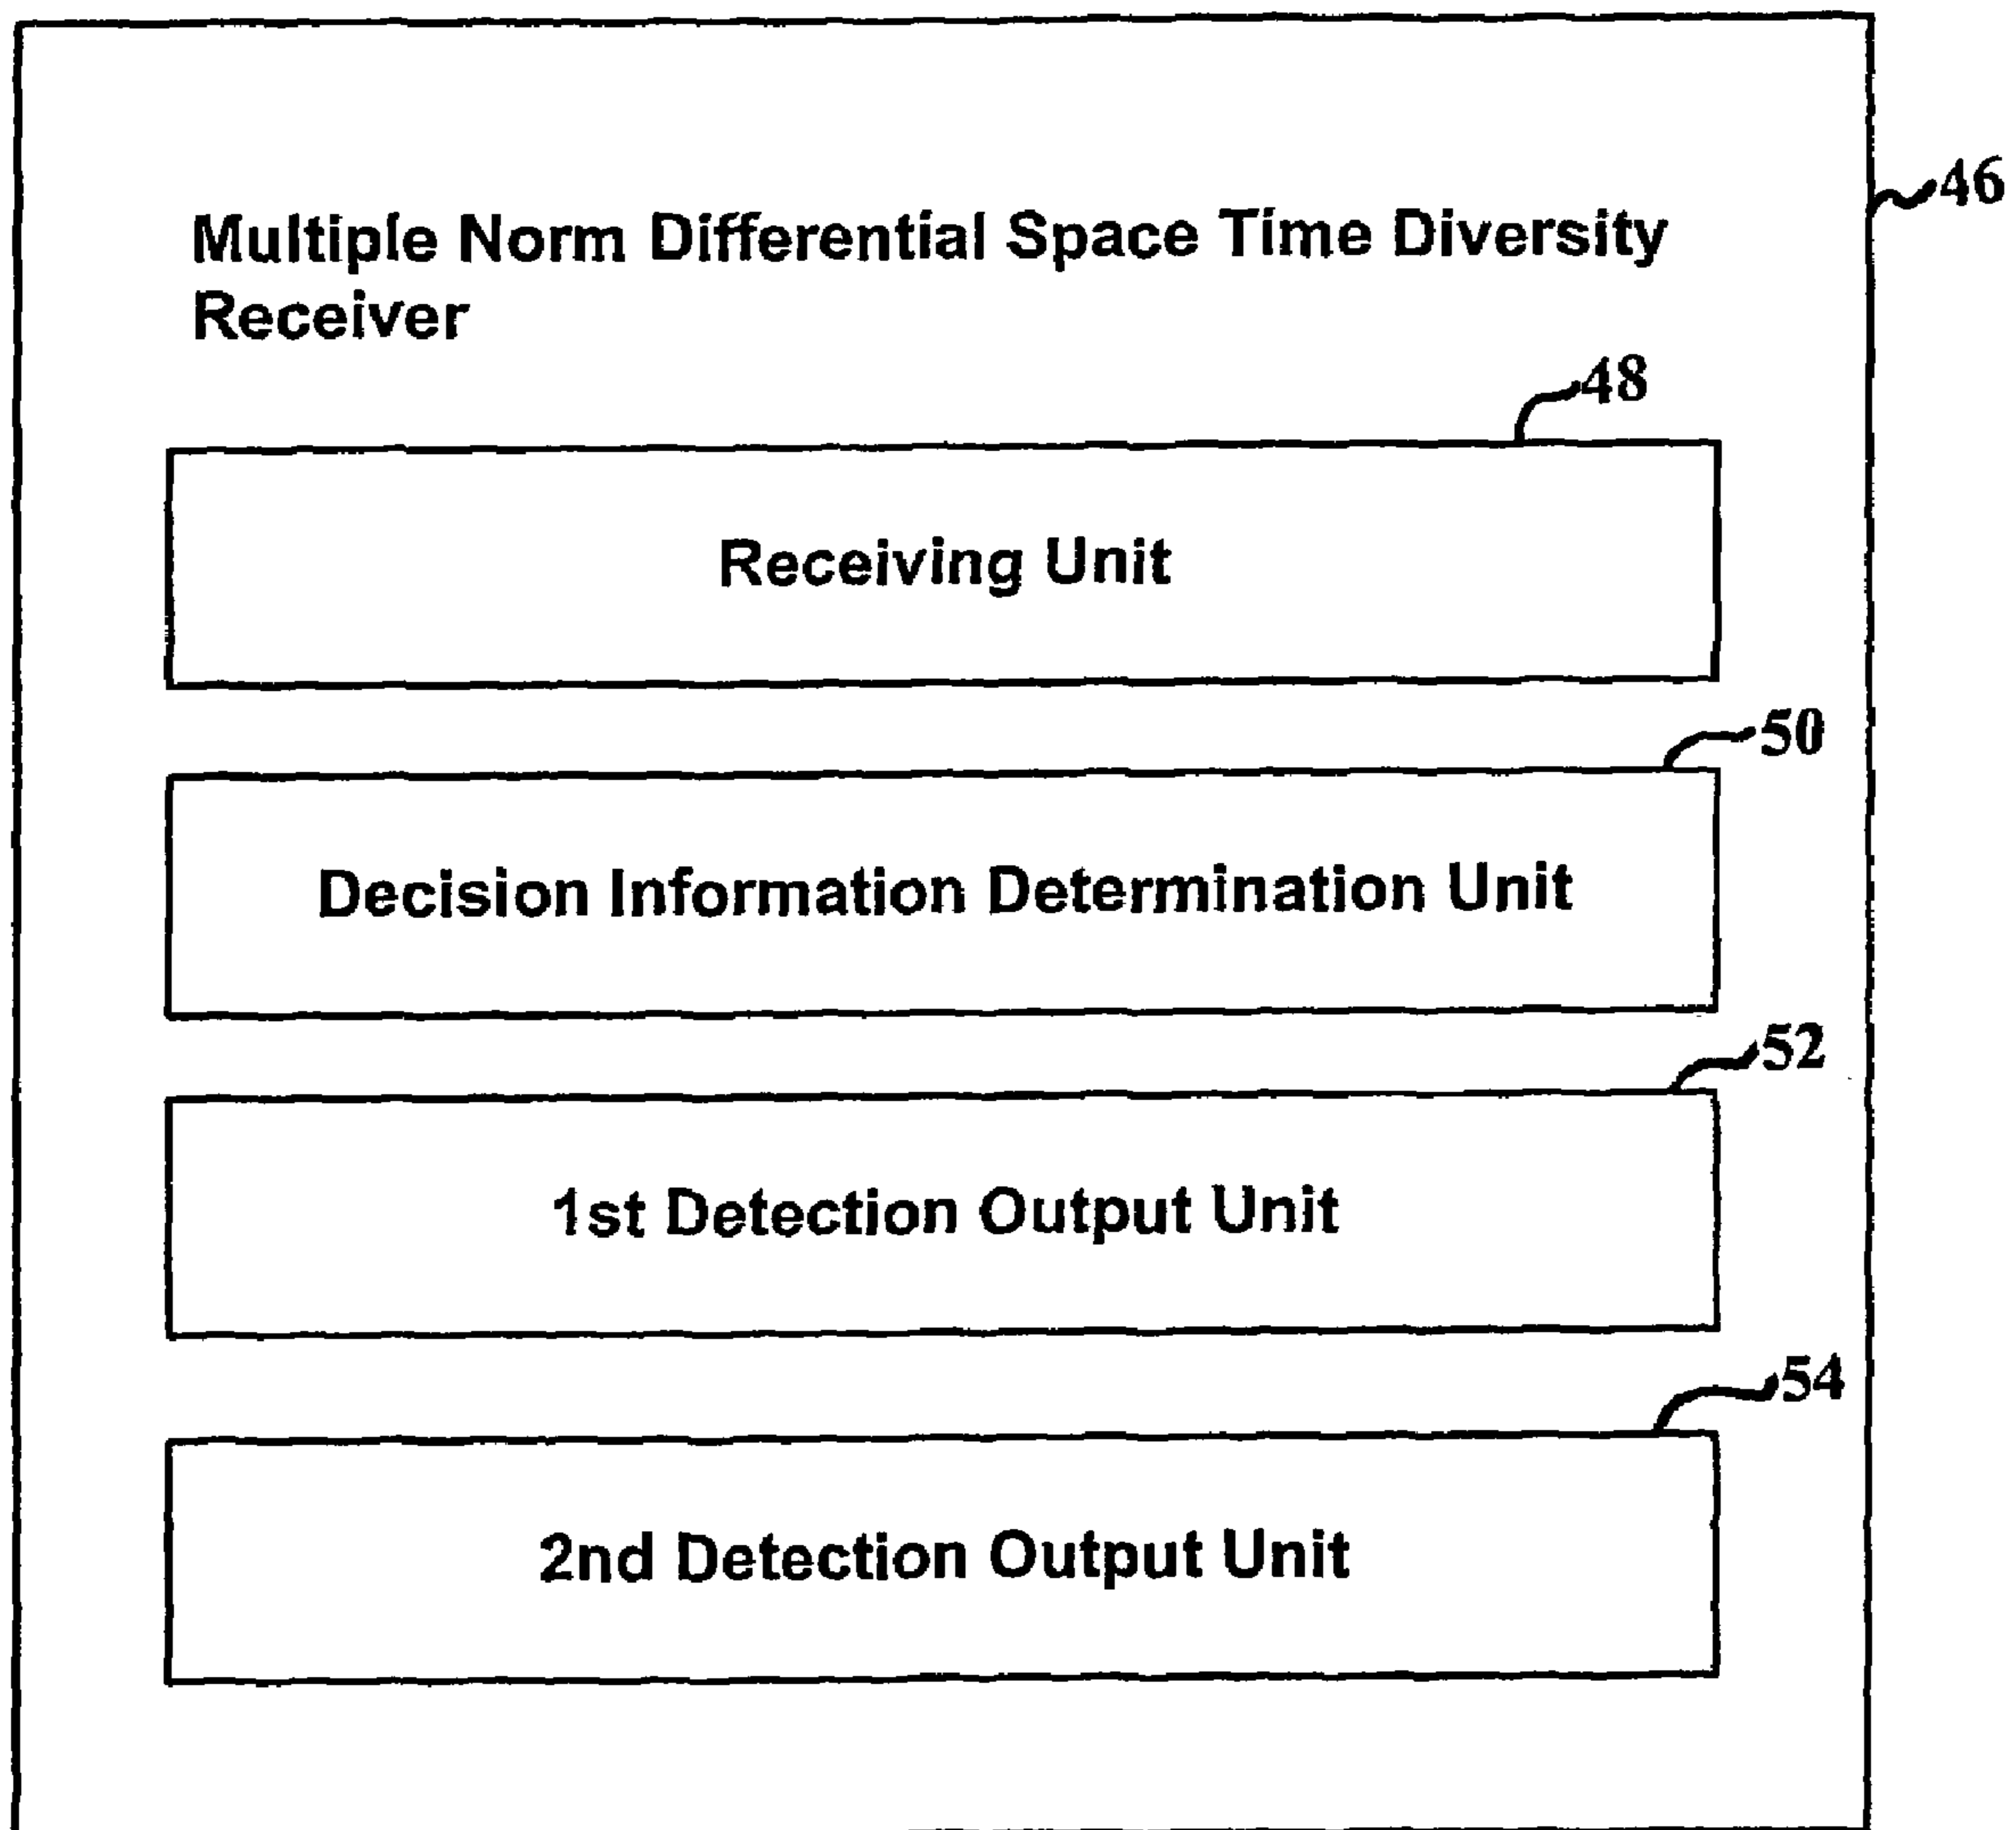 46
Multiple Norm Differential Space Time Diversity
Receiver
48
Receiving Unit
50
Decision Information Determination Unit
52
1st Detection Output Unit
54
2nd Detection Output Unit